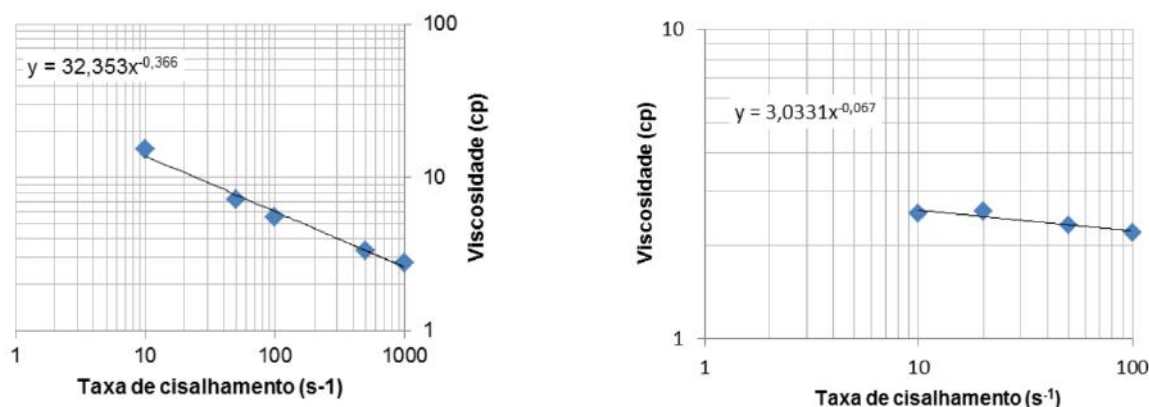 100
y = 32,353x^-0,366
10
1
Viscosidade (cp)
1 10 100 1000
Taxa de cisalhamento (s-1)
10
y = 3,0331x^-0,067
Viscosidade (cp)
1
1 10 100
Taxa de cisalhamento (s^-1)